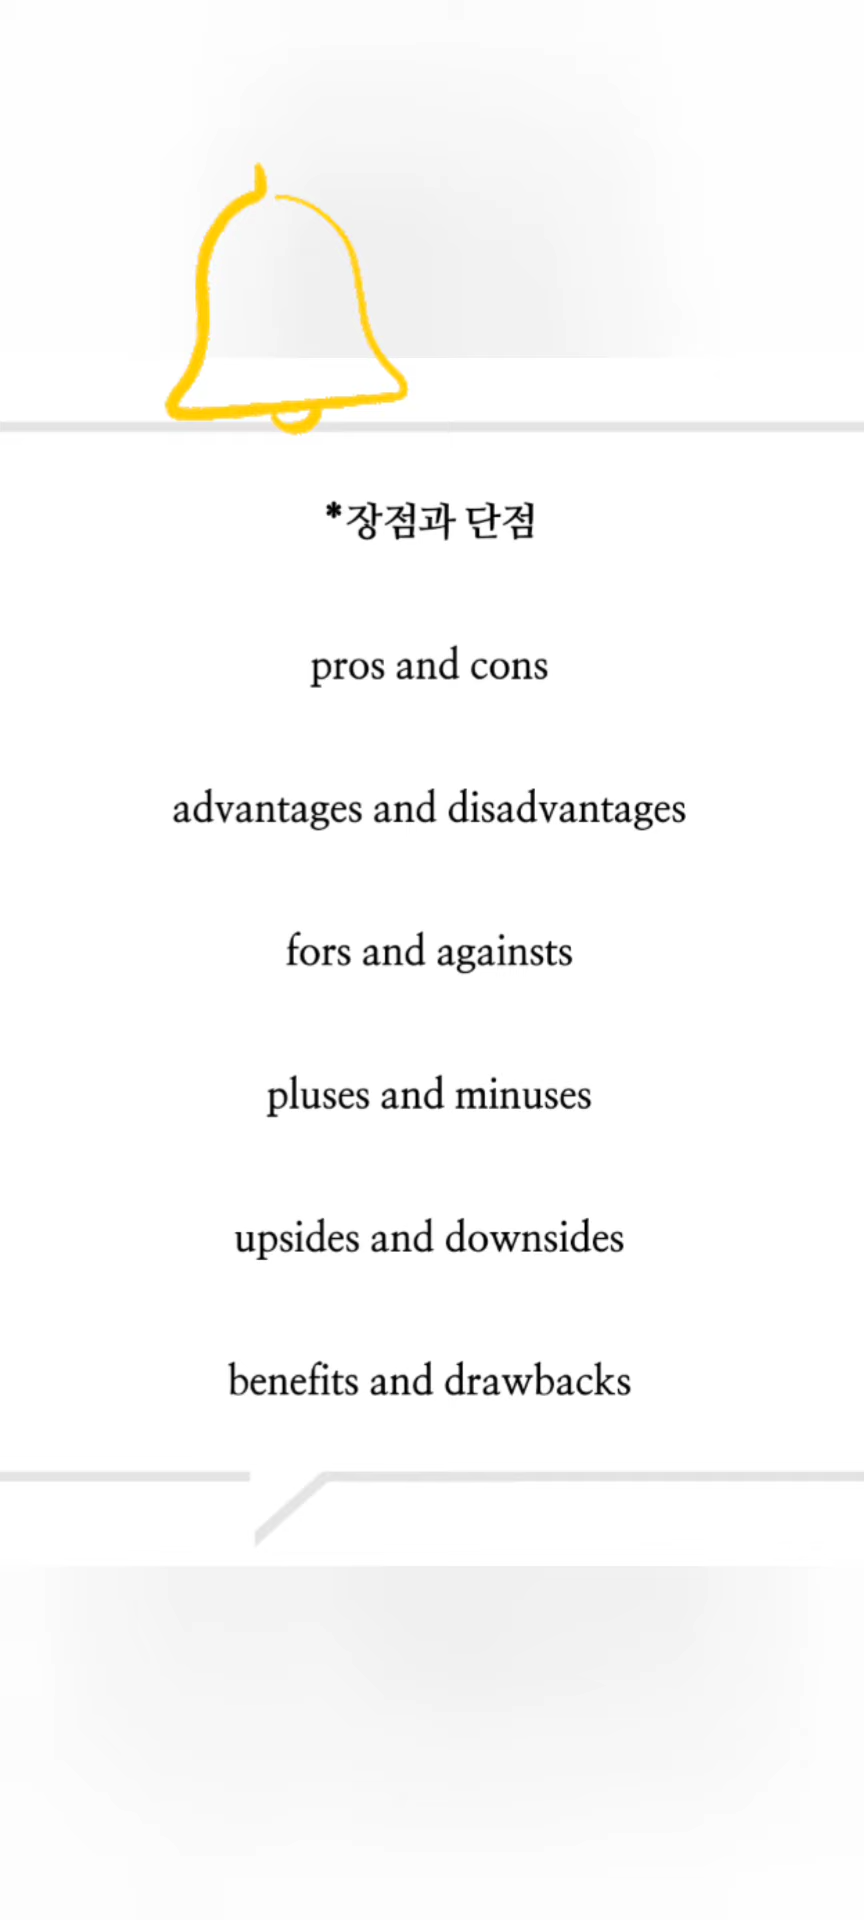 *장점과 단점
pros and cons
advantages and disadvantages
fors and againsts
pluses and minuses
upsides and downsides
benefits and drawbacks